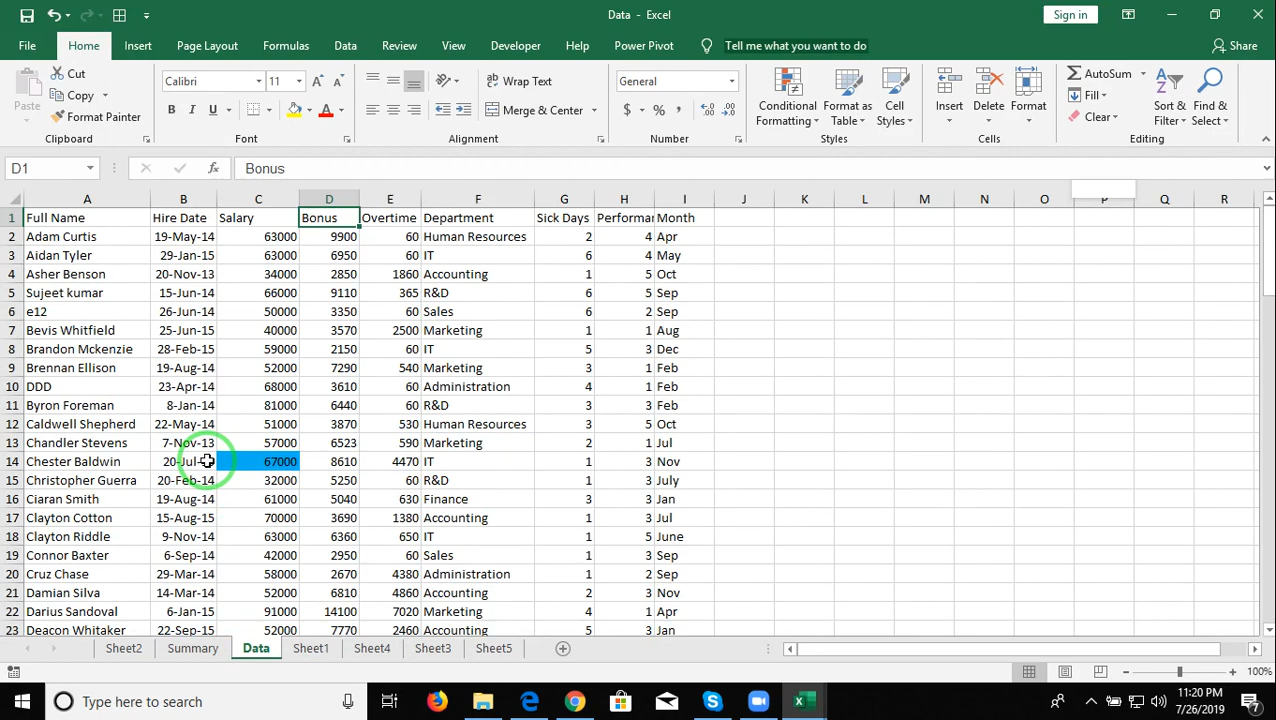 Data - Excel
Sign in
File Home Insert Page Layout Formulas Data Review View Developer Help Power Pivot Tell me what you want to do Share
Paste
Cut
Copy
Format Painter
Clipboard
Calibri 11
B I U
Font
Wrap Text
Merge & Center
Alignment
General
$ % ,
Number
Conditional Formatting
Format as Table
Cell Styles
Styles
Insert Delete Format
Cells
AutoSum
Fill
Clear
Sort & Filter
Find & Select
Editing
D1 fx Bonus
A B C D E F G H I J K L M N O P Q R
1 Full Name Hire Date Salary Bonus Overtime Department Sick Days Performan Month
2 Adam Curtis 19-May-14 63000 9900 60 Human Resources 2 4 Apr
3 Aidan Tyler 29-Jan-15 63000 6950 60 IT 6 4 May
4 Asher Benson 20-Nov-13 34000 2850 1860 Accounting 1 5 Oct
5 Sujeet kumar 15-Jun-14 66000 9110 365 R&D 6 5 Sep
6 e12 26-Jun-14 50000 3350 60 Sales 6 2 Sep
7 Bevis Whitfield 25-Jun-15 40000 3570 2500 Marketing 1 1 Aug
8 Brandon Mckenzie 28-Feb-15 59000 2150 60 IT 5 3 Dec
9 Brennan Ellison 19-Aug-14 52000 7290 540 Marketing 3 1 Feb
10 DDD 23-Apr-14 68000 3610 60 Administration 4 1 Feb
11 Byron Foreman 8-Jan-14 81000 6440 60 R&D 3 3 Feb
12 Caldwell Shepherd 22-May-14 51000 3870 530 Human Resources 3 5 Oct
13 Chandler Stevens 7-Nov-13 57000 6523 590 Marketing 2 1 Jul
14 Chester Baldwin 20-Jul- 67000 8610 4470 IT 1 3 Nov
15 Christopher Guerra 20-Feb-14 32000 5250 60 R&D 1 3 July
16 Ciaran Smith 19-Aug-14 61000 5040 630 Finance 3 3 Jan
17 Clayton Cotton 15-Aug-15 70000 3690 1380 Accounting 1 3 Jul
18 Clayton Riddle 9-Nov-14 63000 6360 650 IT 1 5 June
19 Connor Baxter 6-Sep-14 42000 2950 60 Sales 1 3 Sep
20 Cruz Chase 29-Mar-14 58000 2670 4380 Administration 1 2 Sep
21 Damian Silva 14-Mar-14 52000 6810 4860 Accounting 2 3 Nov
22 Darius Sandoval 6-Jan-15 91000 14100 7020 Marketing 4 1 Apr
23 Deacon Whitaker 22-Sep-15 52000 7770 2460 Accounting 5 3 Jan
Sheet2 Summary Data Sheet1 Sheet4 Sheet3 Sheet5
100%
Type here to search
11:20 PM
7/26/2019
7